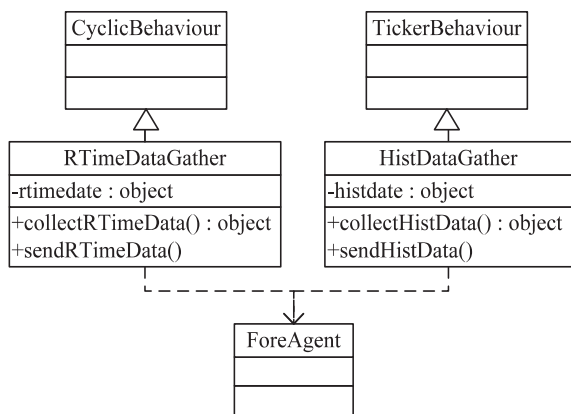 CyclicBehaviour
TickerBehaviour
RTimeDataGather
-rtimedate : object
+collectRTimeData() : object
+sendRTimeData()
HistDataGather
-histdate : object
+collectHistData() : object
+sendHistData()
ForeAgent